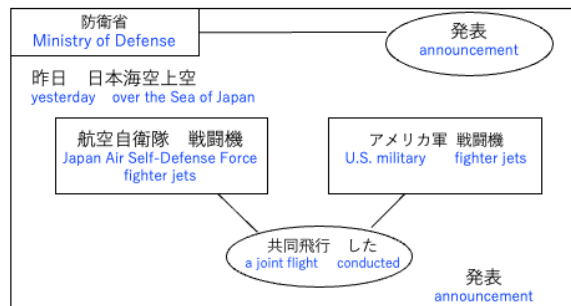 防衛省
Ministry of Defense
発表
announcement
昨日 日本海空上空
yesterday over the Sea of Japan
航空自衛隊 戦闘機
Japan Air Self-Defense Force
fighter jets
アメリカ軍 戦闘機
U.S. military fighter jets
共同飛行 した
a joint flight conducted
発表
announcement